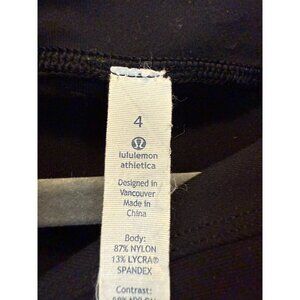 4
lululemon
athletica
Designed in
Vancouver
Made in
China
Body:
87% NYLON
13% LYCRA®
SPANDEX
Contrast: